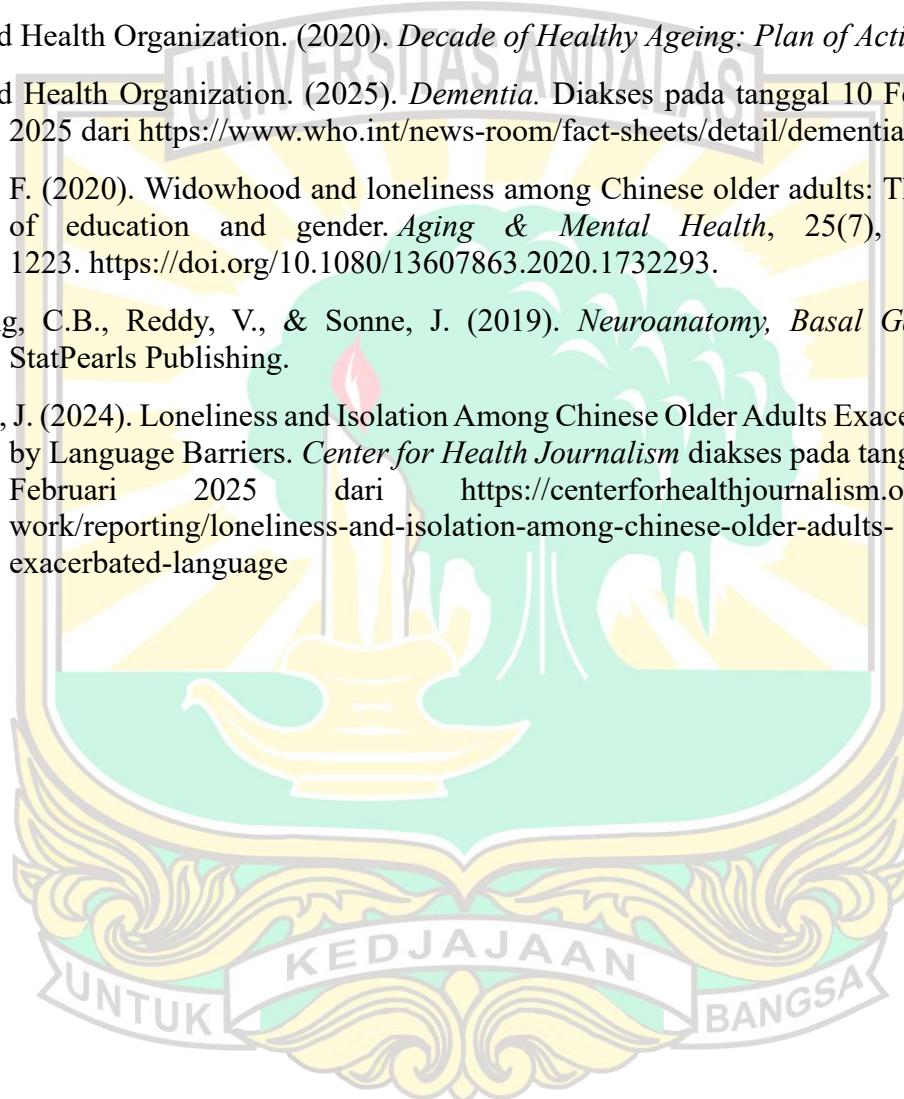 d Health Organization. (2020). Decade of Healthy Ageing: Plan of Acti
UNIVERSITAS ANDALAS
d Health Organization. (2025). Dementia. Diakses pada tanggal 10 Fe
2025 dari https://www.who.int/news-room/fact-sheets/detail/dementia
F. (2020). Widowhood and loneliness among Chinese older adults: Th
of education and gender. Aging & Mental Health, 25(7),
1223. https://doi.org/10.1080/13607863.2020.1732293.
g, C.B., Reddy, V., & Sonne, J. (2019). Neuroanatomy, Basal G
StatPearls Publishing.
, J. (2024). Loneliness and Isolation Among Chinese Older Adults Exace
by Language Barriers. Center for Health Journalism diakses pada tang
Februari 2025 dari https://centerforhealthjournalism.o
work/reporting/loneliness-and-isolation-among-chinese-older-adults-
exacerbated-language
KEDJAJAAN
UNTUK BANGSA